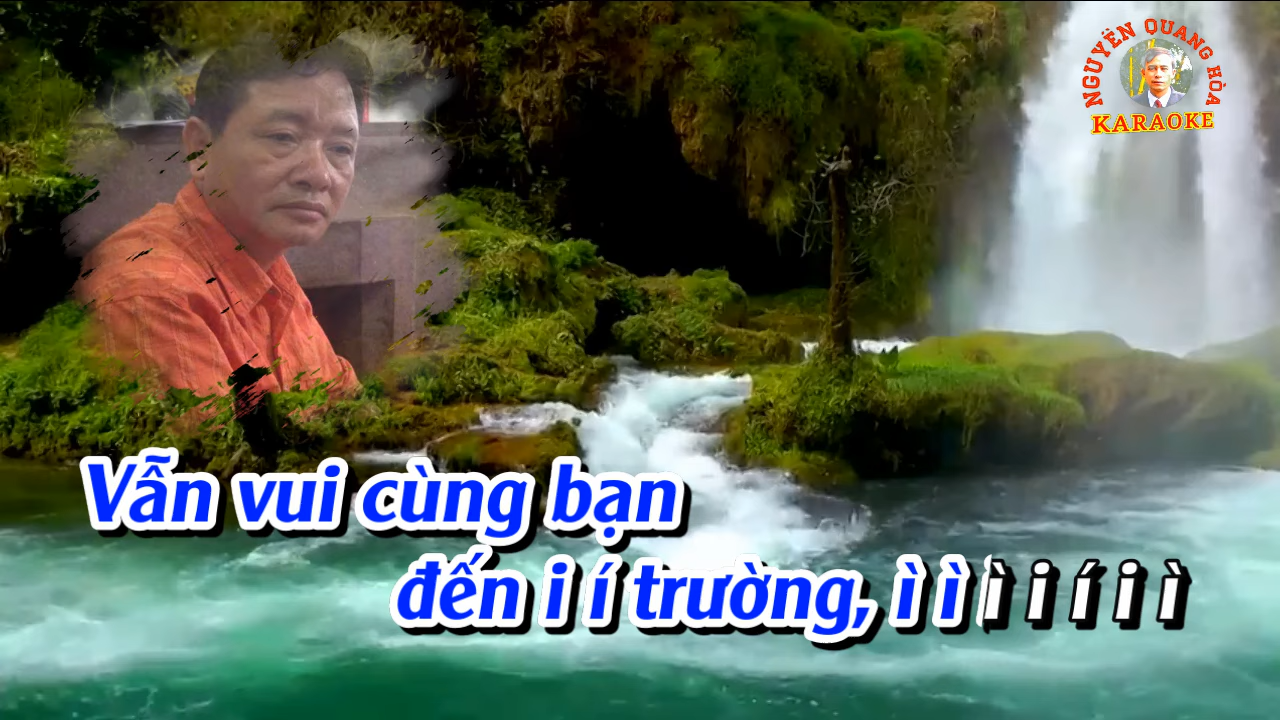 NGUYỄN QUANG HÒA
KARAOKE
Vẫn vui cùng bạn
đến i í trường, ì ì ì i í i ì